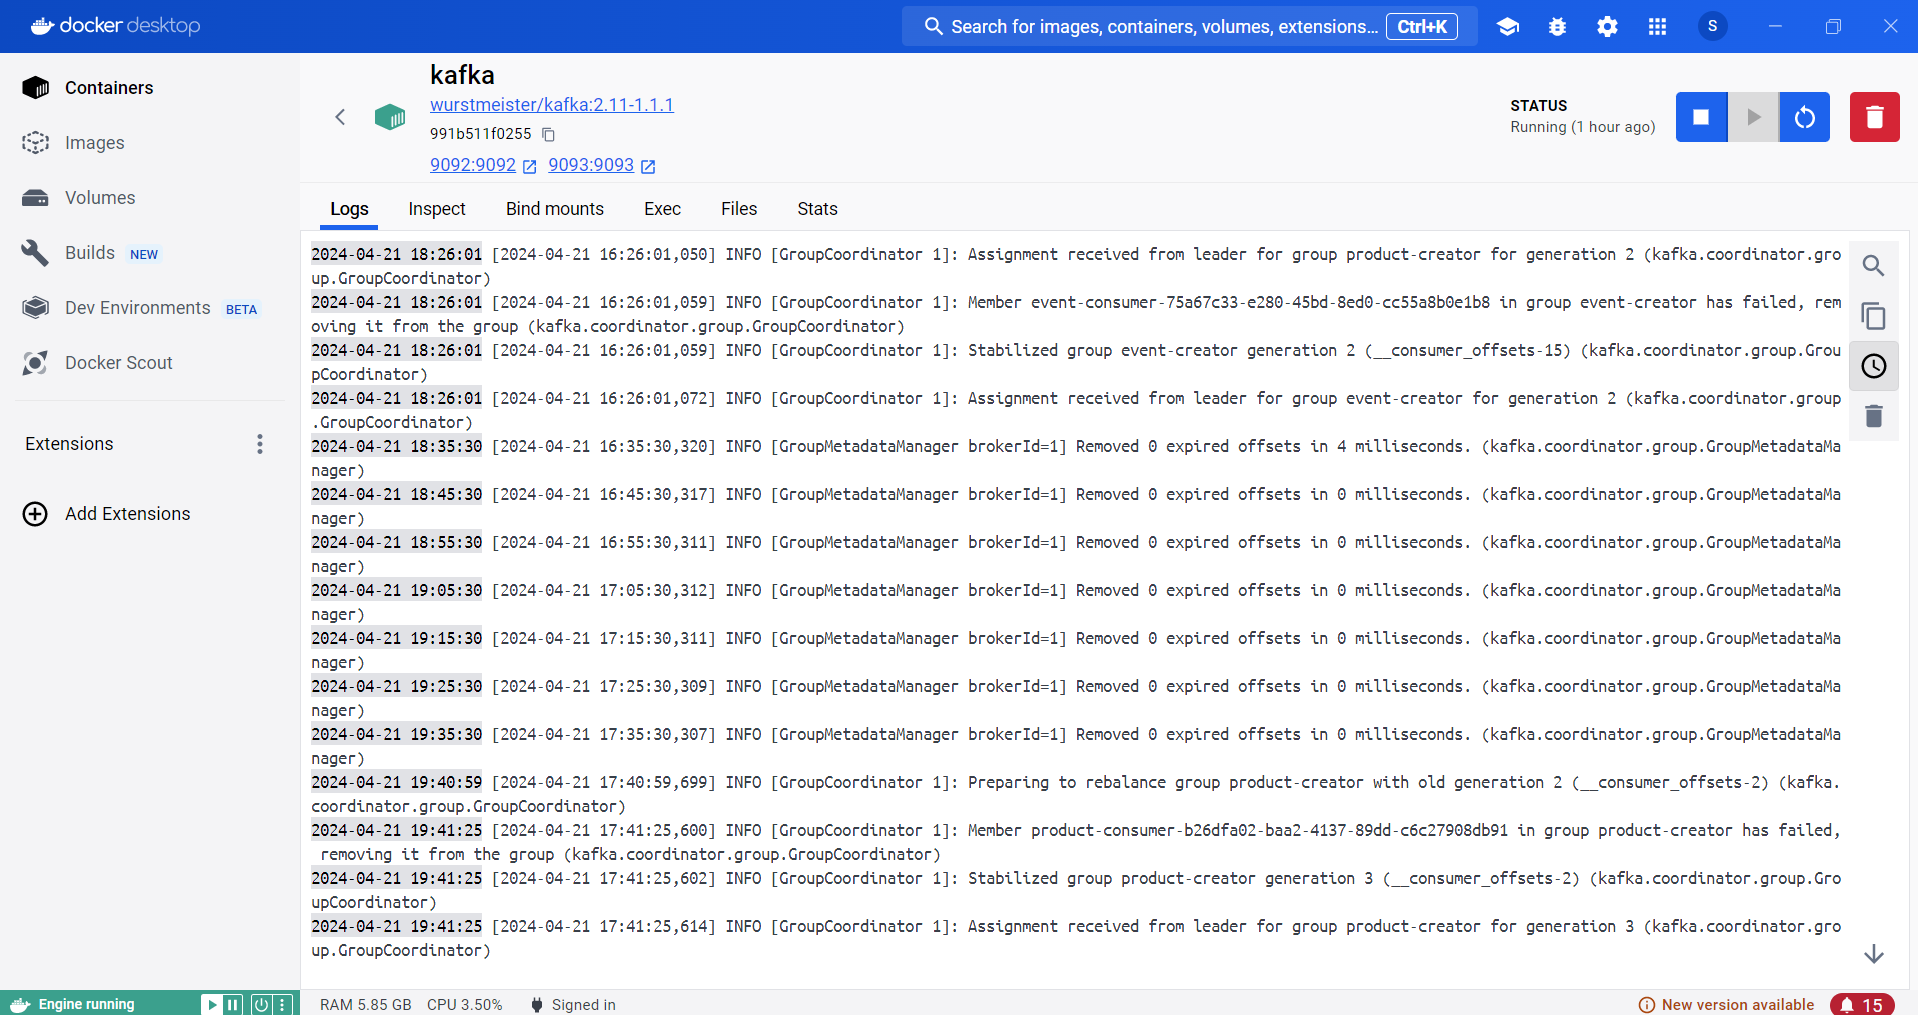 docker desktop
Search for images, containers, volumes, extensions... Ctrl+K
S
Containers
Images
Volumes
Builds NEW
Dev Environments BETA
Docker Scout
Extensions
Add Extensions
kafka
wurstmeister/kafka:2.11-1.1.1
991b511f0255
9092:9092 9093:9093
STATUS
Running (1 hour ago)
Logs Inspect Bind mounts Exec Files Stats
2024-04-21 18:26:01 [2024-04-21 16:26:01,050] INFO [GroupCoordinator 1]: Assignment received from leader for group product-creator for generation 2 (kafka.coordinator.gro
up.GroupCoordinator)
2024-04-21 18:26:01 [2024-04-21 16:26:01,059] INFO [GroupCoordinator 1]: Member event-consumer-75a67c33-e280-45bd-8ed0-cc55a8b0e1b8 in group event-creator has failed, rem
oving it from the group (kafka.coordinator.group.GroupCoordinator)
2024-04-21 18:26:01 [2024-04-21 16:26:01,059] INFO [GroupCoordinator 1]: Stabilized group event-creator generation 2 (__consumer_offsets-15) (kafka.coordinator.group.Grou
pCoordinator)
2024-04-21 18:26:01 [2024-04-21 16:26:01,072] INFO [GroupCoordinator 1]: Assignment received from leader for group event-creator for generation 2 (kafka.coordinator.group
.GroupCoordinator)
2024-04-21 18:35:30 [2024-04-21 16:35:30,320] INFO [GroupMetadataManager brokerId=1] Removed 0 expired offsets in 4 milliseconds. (kafka.coordinator.group.GroupMetadataMa
nager)
2024-04-21 18:45:30 [2024-04-21 16:45:30,317] INFO [GroupMetadataManager brokerId=1] Removed 0 expired offsets in 0 milliseconds. (kafka.coordinator.group.GroupMetadataMa
nager)
2024-04-21 18:55:30 [2024-04-21 16:55:30,311] INFO [GroupMetadataManager brokerId=1] Removed 0 expired offsets in 0 milliseconds. (kafka.coordinator.group.GroupMetadataMa
nager)
2024-04-21 19:05:30 [2024-04-21 17:05:30,312] INFO [GroupMetadataManager brokerId=1] Removed 0 expired offsets in 0 milliseconds. (kafka.coordinator.group.GroupMetadataMa
nager)
2024-04-21 19:15:30 [2024-04-21 17:15:30,311] INFO [GroupMetadataManager brokerId=1] Removed 0 expired offsets in 0 milliseconds. (kafka.coordinator.group.GroupMetadataMa
nager)
2024-04-21 19:25:30 [2024-04-21 17:25:30,309] INFO [GroupMetadataManager brokerId=1] Removed 0 expired offsets in 0 milliseconds. (kafka.coordinator.group.GroupMetadataMa
nager)
2024-04-21 19:35:30 [2024-04-21 17:35:30,307] INFO [GroupMetadataManager brokerId=1] Removed 0 expired offsets in 0 milliseconds. (kafka.coordinator.group.GroupMetadataMa
nager)
2024-04-21 19:40:59 [2024-04-21 17:40:59,699] INFO [GroupCoordinator 1]: Preparing to rebalance group product-creator with old generation 2 (__consumer_offsets-2) (kafka.
coordinator.group.GroupCoordinator)
2024-04-21 19:41:25 [2024-04-21 17:41:25,600] INFO [GroupCoordinator 1]: Member product-consumer-b26dfa02-baa2-4137-89dd-c6c27908db91 in group product-creator has failed,
removing it from the group (kafka.coordinator.group.GroupCoordinator)
2024-04-21 19:41:25 [2024-04-21 17:41:25,602] INFO [GroupCoordinator 1]: Stabilized group product-creator generation 3 (__consumer_offsets-2) (kafka.coordinator.group.Gro
upCoordinator)
2024-04-21 19:41:25 [2024-04-21 17:41:25,614] INFO [GroupCoordinator 1]: Assignment received from leader for group product-creator for generation 3 (kafka.coordinator.gro
up.GroupCoordinator)
Engine running
RAM 5.85 GB CPU 3.50% Signed in
New version available 15